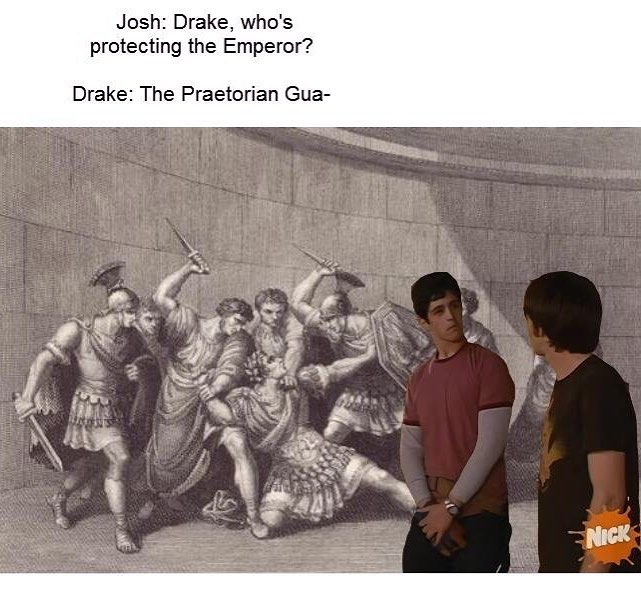 Josh: Drake, who's
protecting the Emperor?
Drake: The Praetorian Gua-
NICK